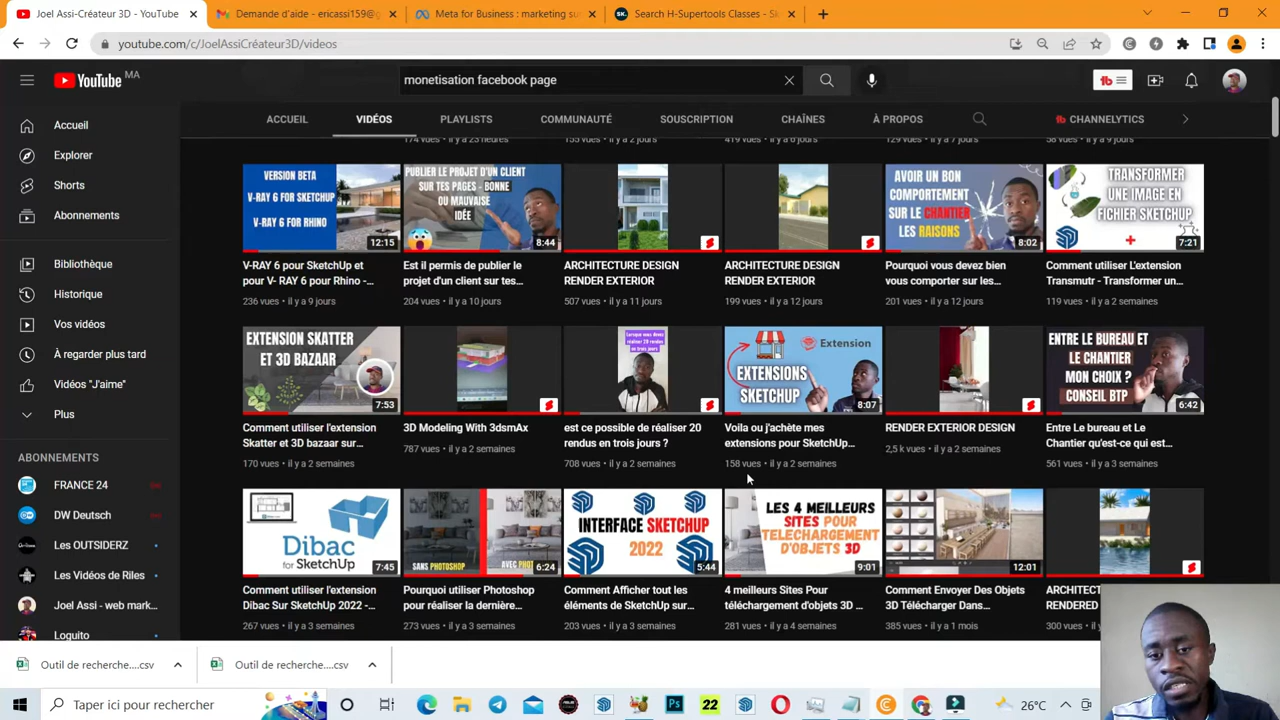 Joel Assi-Créateur 3D - YouTube
Demande d'aide - ericassi159@g
Meta for Business : marketing su
Search H-Supertools Classes - Sk
youtube.com/c/JoelAssiCréateur3D/videos
YouTube MA
monetisation facebook page
ACCUEIL
VIDÉOS
PLAYLISTS
COMMUNAUTÉ
SOUSCRIPTION
CHAÎNES
À PROPOS
CHANNELYTICS
Accueil
Explorer
Shorts
Abonnements
Bibliothèque
Historique
Vos vidéos
À regarder plus tard
Vidéos "J'aime"
Plus
ABONNEMENTS
FRANCE 24
DW Deutsch
Les OUTSIDERZ
Les Vidéos de Riles
Joel Assi - web mark...
Loguito
VERSION BETA
V-RAY 6 FOR SKETCHUP
V-RAY 6 FOR RHINO
12:15
PUBLIER LE PROJET D'UN CLIENT
SUR TES PAGES - BONNE
OU MAUVAISE
IDÉE
8:44
AVOIR UN BON
COMPORTEMENT
SUR LE CHANTIER
LES RAISONS
8:02
TRANSFORMER
UNE IMAGE EN
FICHIER SKETCHUP
7:21
V-RAY 6 pour SketchUp et
pour V- RAY 6 pour Rhino -...
236 vues • il y a 9 jours
Est il permis de publier le
projet d'un client sur tes...
204 vues • il y a 10 jours
ARCHITECTURE DESIGN
RENDER EXTERIOR
507 vues • il y a 11 jours
ARCHITECTURE DESIGN
RENDER EXTERIOR
199 vues • il y a 12 jours
Pourquoi vous devez bien
vous comporter sur les...
201 vues • il y a 12 jours
Comment utiliser L'extension
Transmutr - Transformer un...
119 vues • il y a 2 semaines
EXTENSION SKATTER
ET 3D BAZAAR
7:53
Lorsque vous devez
réaliser 20 rendus
en trois jours
Extension
EXTENSIONS
SKETCHUP
8:07
ENTRE LE BUREAU ET
LE CHANTIER
MON CHOIX ?
CONSEIL BTP
6:42
Comment utiliser l'extension
Skatter et 3D bazaar sur...
170 vues • il y a 2 semaines
3D Modeling With 3dsmAx
787 vues • il y a 2 semaines
est ce possible de réaliser 20
rendus en trois jours ?
708 vues • il y a 2 semaines
Voila ou j'achète mes
extensions pour SketchUp...
158 vues • il y a 2 semaines
RENDER EXTERIOR DESIGN
2,5 k vues • il y a 2 semaines
Entre Le bureau et Le
Chantier qu'est-ce qui est...
561 vues • il y a 3 semaines
Dibac
for SketchUp
7:45
SANS PHOTOSHOP
AVEC PH
6:24
INTERFACE SKETCHUP
2022
5:44
LES 4 MEILLEURS
SITES POUR
TELECHARGEMENT
D'OBJETS 3D
9:01
12:01
Comment utiliser l'extension
Dibac Sur SketchUp 2022 -...
267 vues • il y a 3 semaines
Pourquoi utiliser Photoshop
pour réaliser la dernière...
273 vues • il y a 3 semaines
Comment Afficher tout les
éléments de SketchUp sur...
203 vues • il y a 3 semaines
4 meilleurs Sites Pour
téléchargement d'objets 3D ...
281 vues • il y a 4 semaines
Comment Envoyer Des Objets
3D Télécharger Dans...
385 vues • il y a 1 mois
ARCHITECT
RENDERED
300 vues • il
Outil de recherche....csv
Outil de recherche....csv
Taper ici pour rechercher
22
26°C